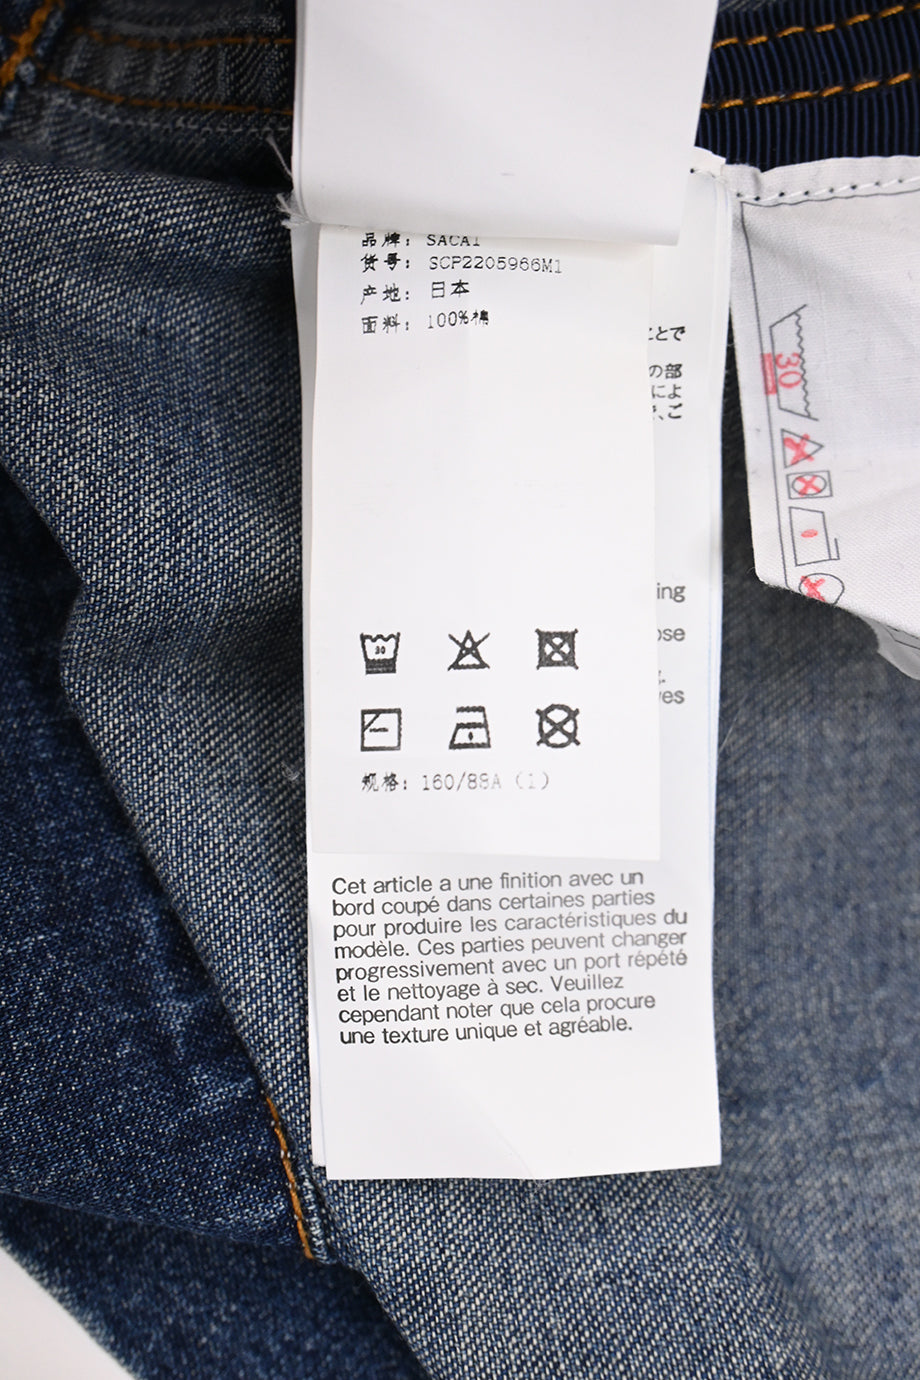 品牌: SACAI
货号: SCP2205966M1
产地: 日本
面料: 100%棉
ことで
の部
によ
、ご
30
ing
ose
ves
30
规格: 160/88A (1)
Cet article a une finition avec un
bord coupé dans certaines parties
pour produire les caractéristiques du
modèle. Ces parties peuvent changer
progressivement avec un port répété
et le nettoyage à sec. Veuillez
cependant noter que cela procure
une texture unique et agréable.